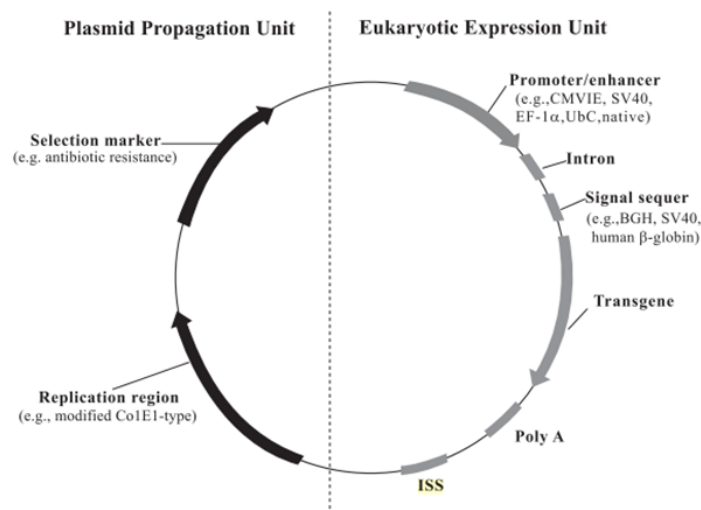 Plasmid Propagation Unit
Eukaryotic Expression Unit
Promoter/enhancer
(e.g.,CMVIE, SV40,
EF-1α,UbC,native)
Selection marker
(e.g. antibiotic resistance)
Intron
Signal sequer
(e.g.,BGH, SV40,
human β-globin)
Transgene
Replication region
(e.g., modified Co1E1-type)
Poly A
ISS